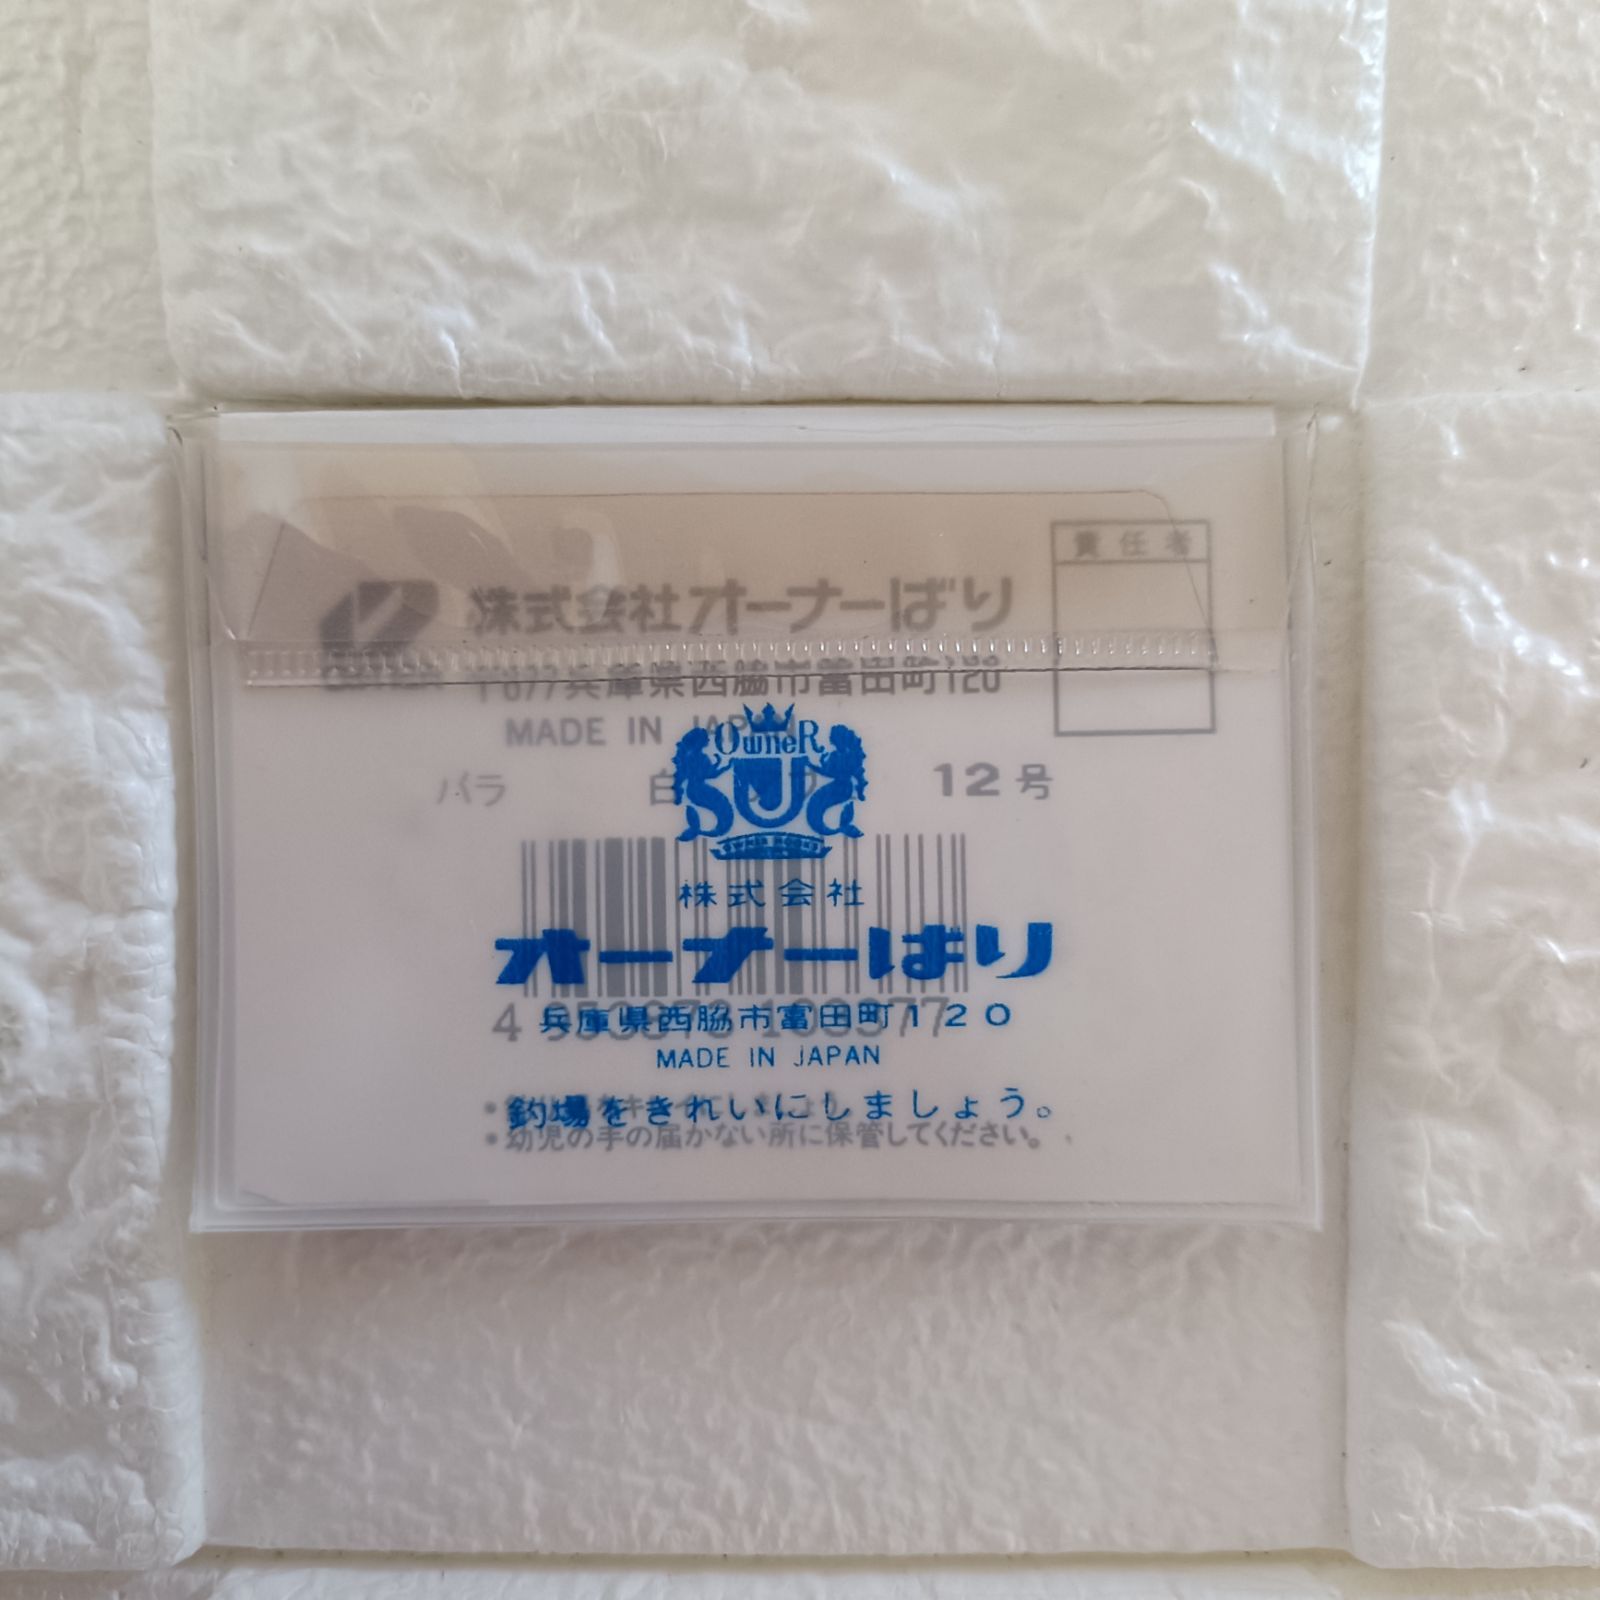 責任者
株式会社オーナーばり
〒677兵庫県西脇市富田町120
MADE IN JAPAN
OwneR
バラ 12号
株式会社
オーナーばり
兵庫県西脇市富田町120
MADE IN JAPAN
釣場をきれいにしましょう。
•幼児の手の届かない所に保管してください。